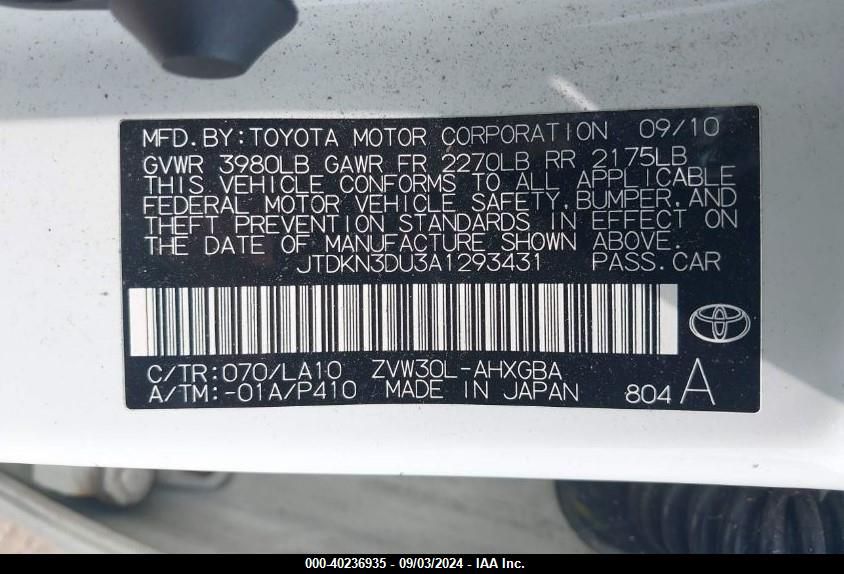 MFD.BY:TOYOTA MOTOR CORPORATION 09/10
GVWR 3980LB GAWR FR 2270LB RR 2175LB
THIS VEHICLE CONFORMS TO ALL APPLICABLE
FEDERAL MOTOR VEHICLE SAFETY,BUMPER,AND
THEFT PREVENTION STANDARDS IN EFFECT ON
THE DATE OF MANUFACTURE SHOWN ABOVE.
JTDKN3DU3A1293431 PASS.CAR
C/TR:070/LA10 ZVW30L-AHXGBA
A/TM:-01A/P410 MADE IN JAPAN 804 A
000-40236935 - 09/03/2024 - IAA Inc.